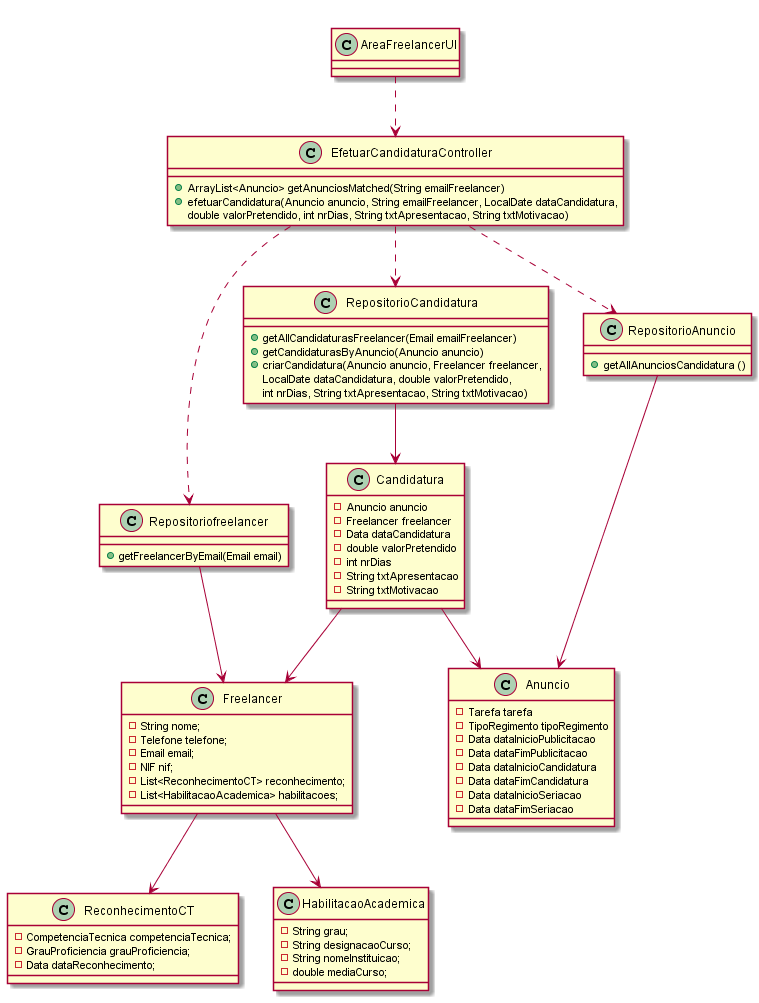 C AreaFreelancerUI
C EfetuarCandidaturaController
ArrayList<Anuncio> getAnunciosMatched(String emailFreelancer)
efetuarCandidatura(Anuncio anuncio, String emailFreelancer, LocalDate dataCandidatura,
double valorPretendido, int nrDias, String txtApresentacao, String txtMotivacao)
C RepositorioCandidatura
getAllCandidaturasFreelancer(Email emailFreelancer)
getCandidaturasByAnuncio(Anuncio anuncio)
criarCandidatura(Anuncio anuncio, Freelancer freelancer,
LocalDate dataCandidatura, double valorPretendido,
int nrDias, String txtApresentacao, String txtMotivacao)
C RepositorioAnuncio
getAllAnunciosCandidatura ()
C Repositoriofreelancer
getFreelancerByEmail(Email email)
C Candidatura
Anuncio anuncio
Freelancer freelancer
Data dataCandidatura
double valorPretendido
int nrDias
String txtApresentacao
String txtMotivacao
C Freelancer
String nome;
Telefone telefone;
Email email;
NIF nif;
List<ReconhecimentoCT> reconhecimento;
List<HabilitacaoAcademica> habilitacoes;
C Anuncio
Tarefa tarefa
TipoRegimento tipoRegimento
Data dataInicioPublicitacao
Data dataFimPublicitacao
Data dataInicioCandidatura
Data dataFimCandidatura
Data dataInicioSeriacao
Data dataFimSeriacao
C ReconhecimentoCT
CompetenciaTecnica competenciaTecnica;
GrauProficiencia grauProficiencia;
Data dataReconhecimento;
C HabilitacaoAcademica
String grau;
String designacaoCurso;
String nomeInstituicao;
double mediaCurso;